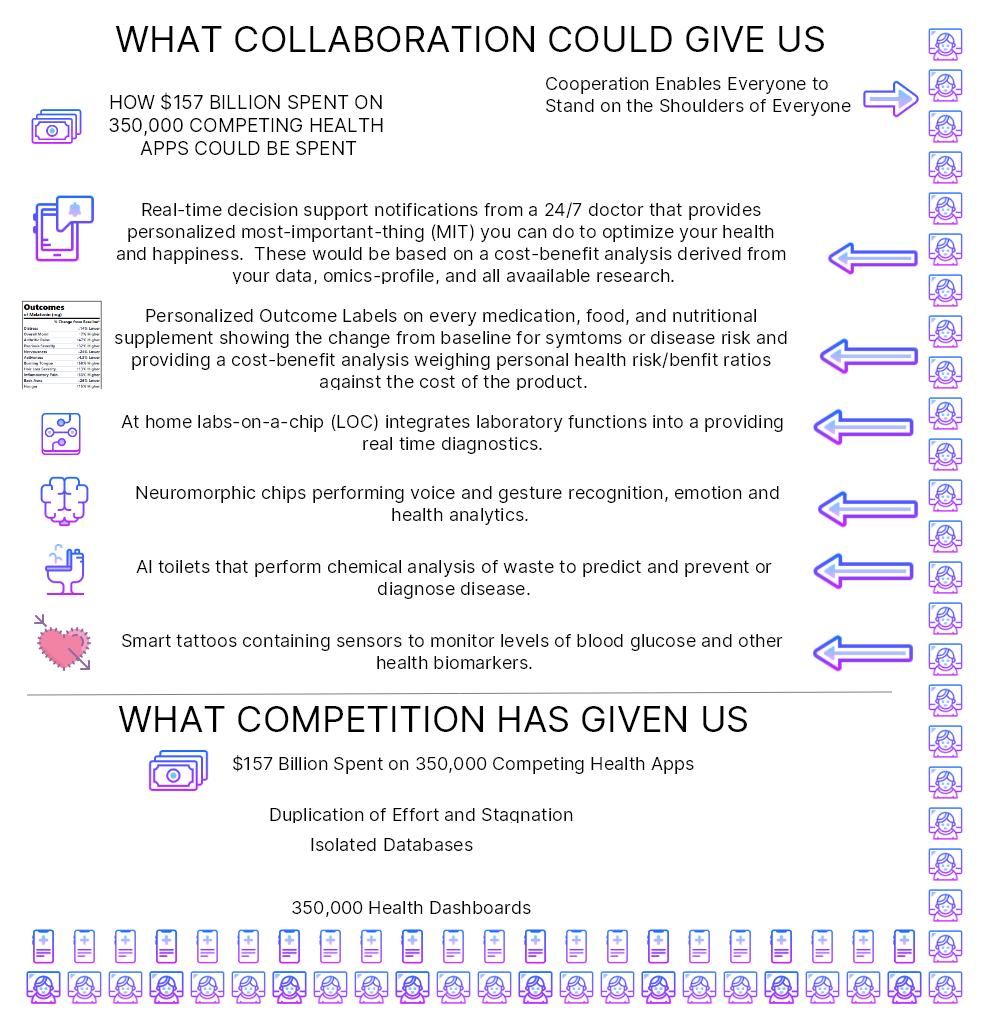 WHAT COLLABORATION COULD GIVE US
Cooperation Enables Everyone to
Stand on the Shoulders of Everyone
HOW $157 BILLION SPENT ON
350,000 COMPETING HEALTH
APPS COULD BE SPENT
Real-time decision support notifications from a 24/7 doctor that provides
personalized most-important-thing (MIT) you can do to optimize your health
and happiness. These would be based on a cost-benefit analysis derived from
your data, omics-profile, and all avaailable research.
Outcomes
of Melatonin (mg)
% Change from Baseline*
Personalized Outcome Labels on every medication, food, and nutritional
supplement showing the change from baseline for symtoms or disease risk and
providing a cost-benefit analysis weighing personal health risk/benfit ratios
against the cost of the product.
At home labs-on-a-chip (LOC) integrates laboratory functions into a providing
real time diagnostics.
Neuromorphic chips performing voice and gesture recognition, emotion and
health analytics.
AI toilets that perform chemical analysis of waste to predict and prevent or
diagnose disease.
Smart tattoos containing sensors to monitor levels of blood glucose and other
health biomarkers.
WHAT COMPETITION HAS GIVEN US
$157 Billion Spent on 350,000 Competing Health Apps
Duplication of Effort and Stagnation
Isolated Databases
350,000 Health Dashboards